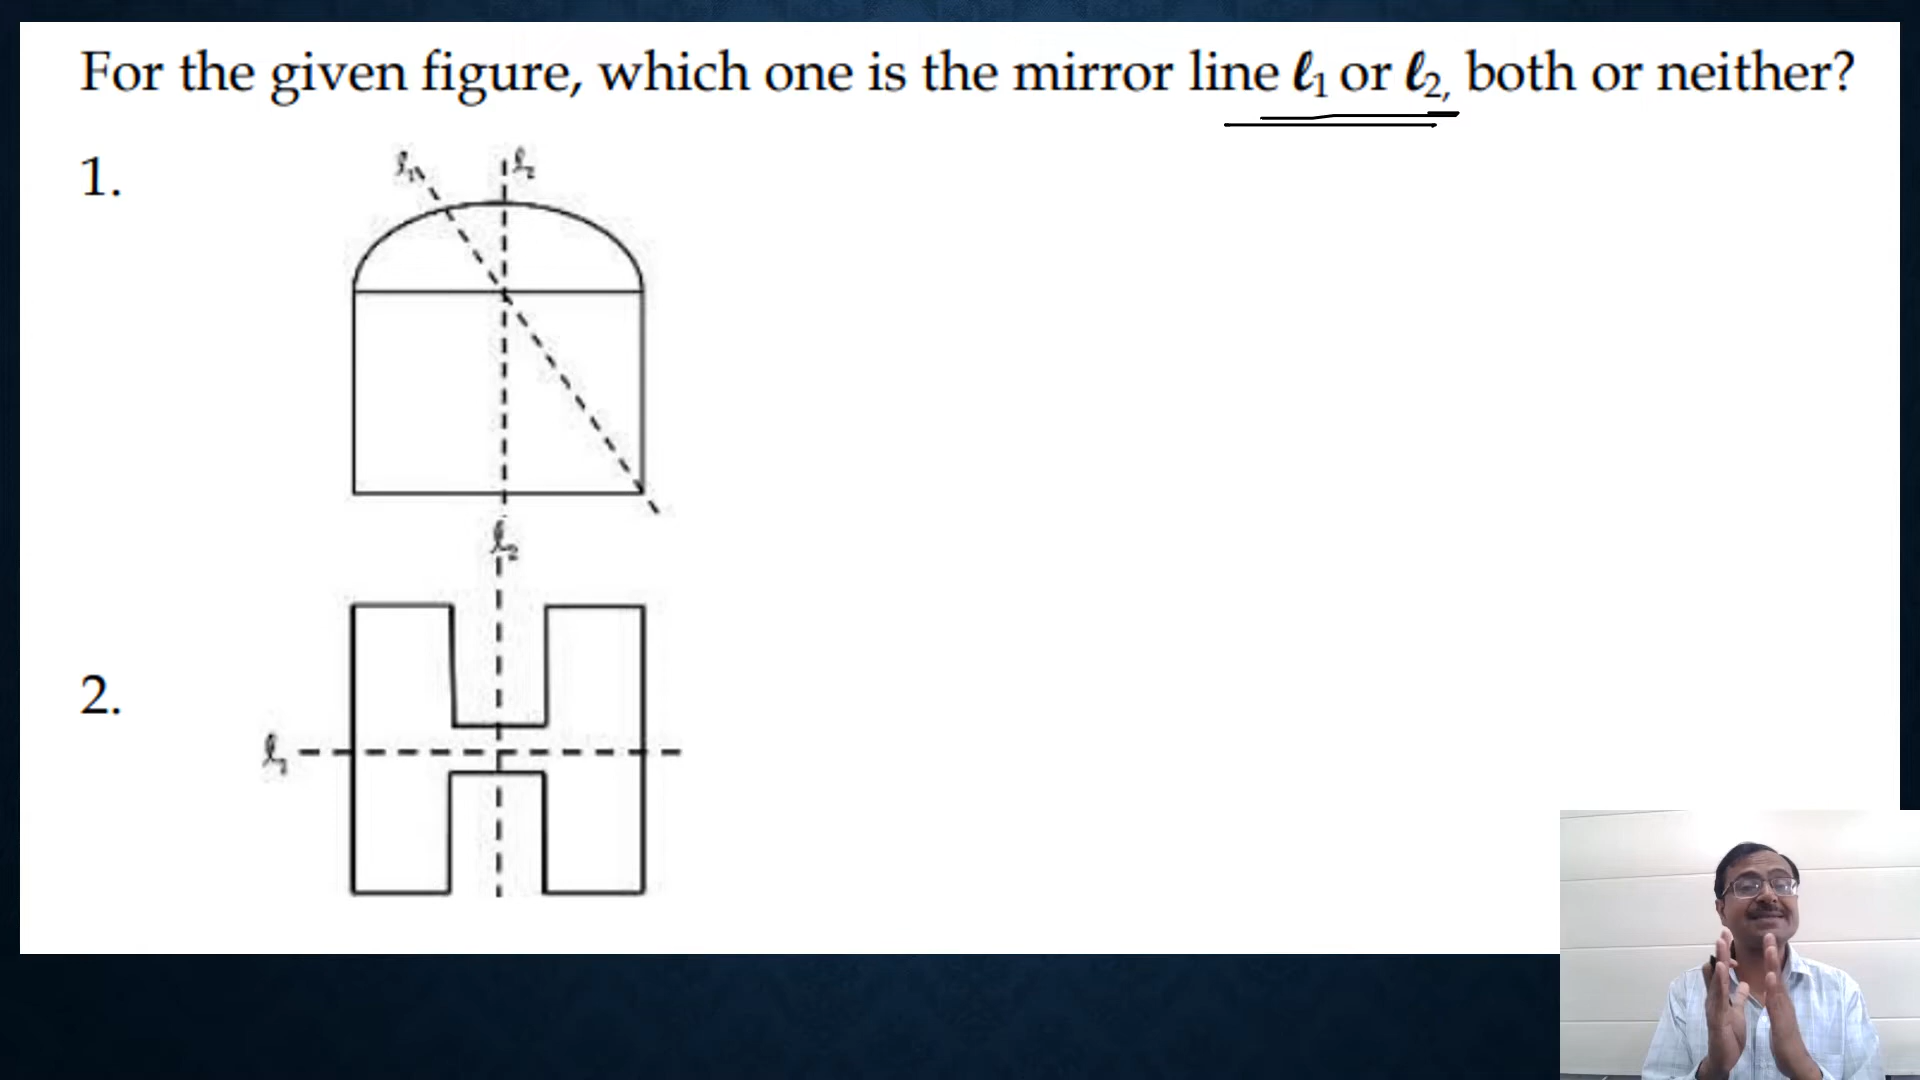 For the given figure, which one is the mirror line ℓ₁ or ℓ₂, both or neither?
1.
ℓ₁ ℓ₂
ℓ₂
2.
ℓ₁